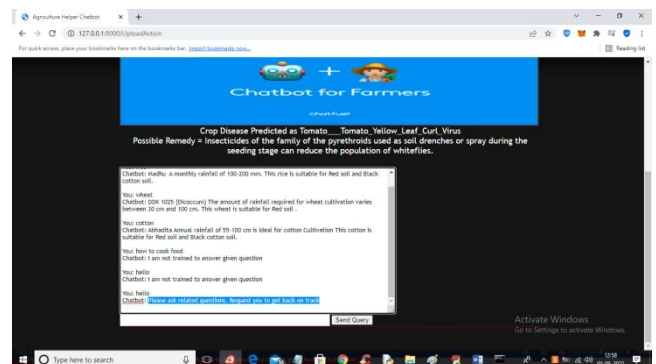 Agriculture Helper Chatbot
127.0.0.1:8000/UploadAction
For quick access, place your bookmarks here on the bookmarks bar. Import bookmarks now...
Reading list
Chatbot for Farmers
chatfuel
Crop Disease Predicted as Tomato___Tomato_Yellow_Leaf_Curl_Virus
Possible Remedy = Insecticides of the family of the pyrethroids used as soil drenches or spray during the
seeding stage can reduce the population of whiteflies.
Chatbot: Madhu A monthly rainfall of 100-200 mm. This rice is suitable for Red soil and Black
cotton soil.
You: wheat
Chatbot: DDK 1025 (Dicoccum) The amount of rainfall required for wheat cultivation varies
between 30 cm and 100 cm. This wheat is suitable for Red soil .
You: cotton
Chatbot: Abhadita Annual rainfall of 55-100 cm is ideal for cotton Cultivation This cotton is
suitable for Red soil and Black cotton soil.
You: how to cook food
Chatbot: I am not trained to answer given question
You: hello
Chatbot: I am not trained to answer given question
You: hello
Chatbot: Please ask related questions, Request you to get back on track
Send Query
Activate Windows
Go to Settings to activate Windows.
Type here to search
12:58